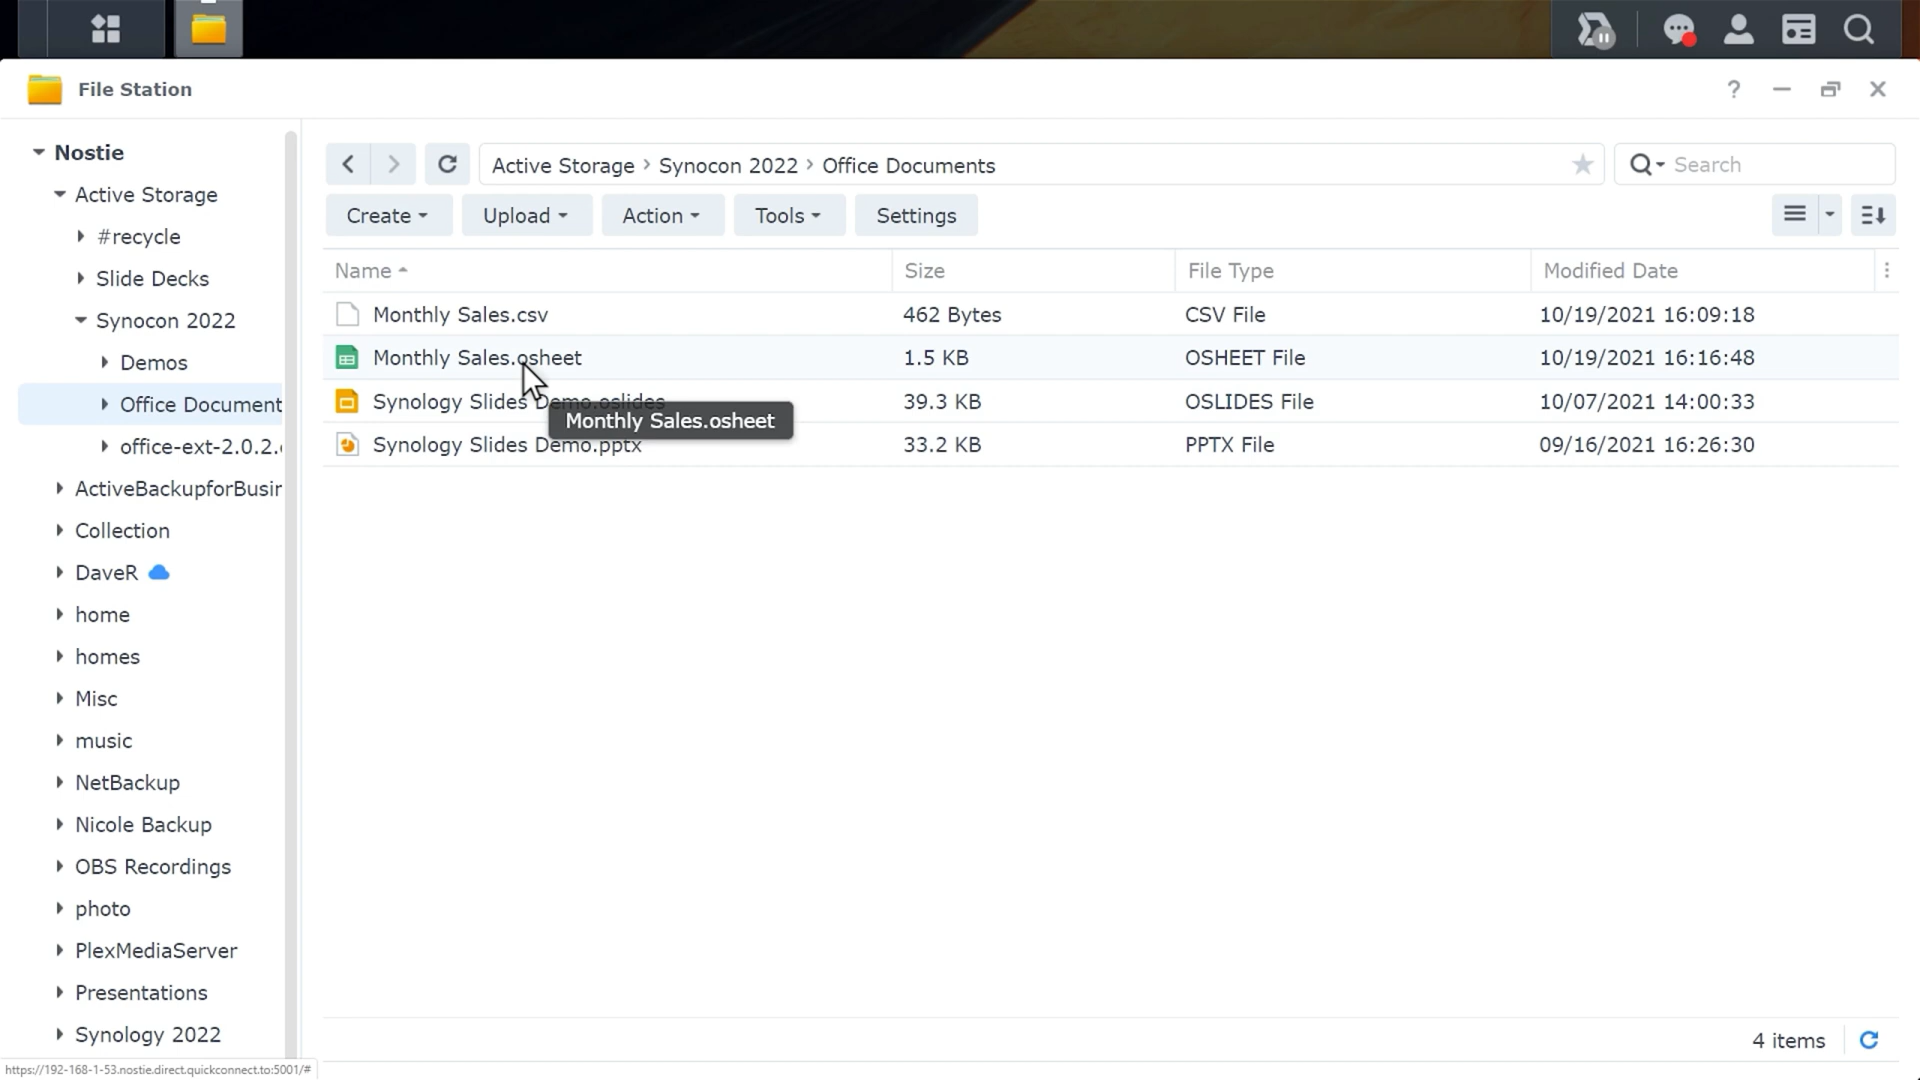 File Station
?
Nostie
Active Storage
#recycle
Slide Decks
Synocon 2022
Demos
Office Document
office-ext-2.0.2.
ActiveBackupforBusin
Collection
DaveR
home
homes
Misc
music
NetBackup
Nicole Backup
OBS Recordings
photo
PlexMediaServer
Presentations
Synology 2022
Active Storage › Synocon 2022 › Office Documents
Search
Create Upload Action Tools Settings
Name Size File Type Modified Date
Monthly Sales.csv 462 Bytes CSV File 10/19/2021 16:09:18
Monthly Sales.osheet 1.5 KB OSHEET File 10/19/2021 16:16:48
Synology Slides Demo.oslides 39.3 KB OSLIDES File 10/07/2021 14:00:33
Monthly Sales.osheet
Synology Slides Demo.pptx 33.2 KB PPTX File 09/16/2021 16:26:30
4 items
https://192-168-1-53.nostie.direct.quickconnect.to:5001/#